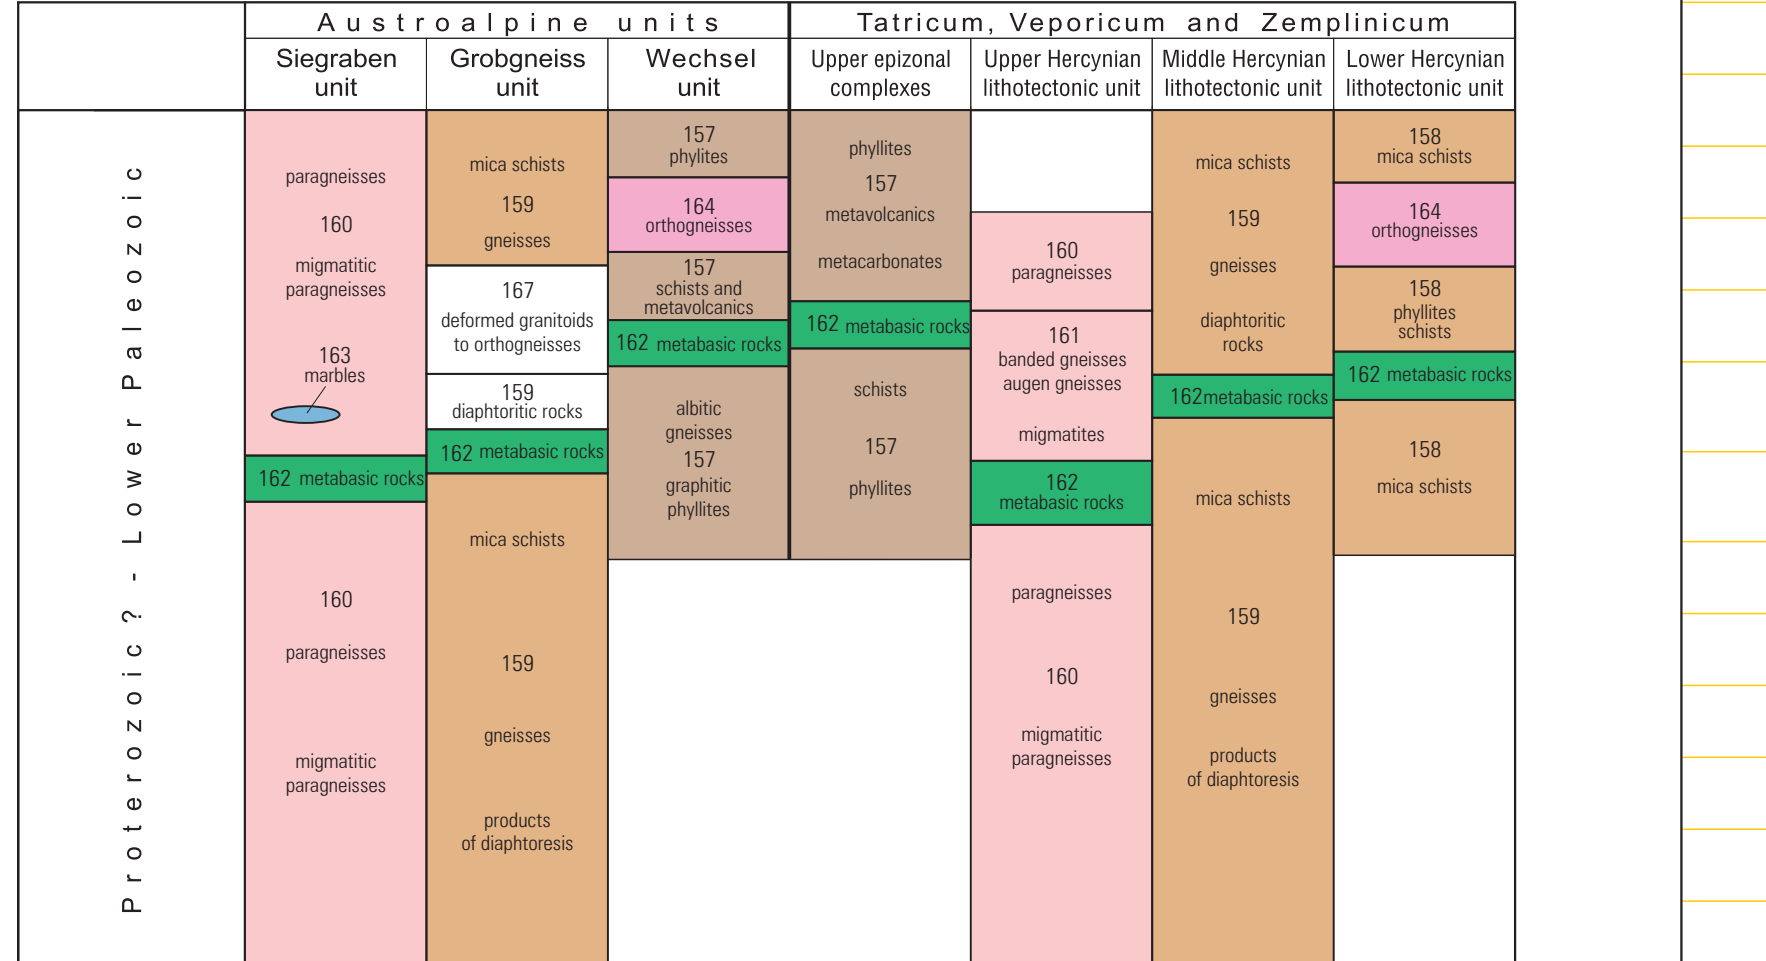 Austroalpine units
Tatricum, Veporicum and Zemplinicum
Siegraben
unit
Grobgneiss
unit
Wechsel
unit
Upper epizonal
complexes
Upper Hercynian
lithotectonic unit
Middle Hercynian
lithotectonic unit
Lower Hercynian
lithotectonic unit
Proterozoic ? - Lower Paleozoic
paragneisses
160
migmatitic
paragneisses
163
marbles
162 metabasic rocks
160
paragneisses
migmatitic
paragneisses
mica schists
159
gneisses
167
deformed granitoids
to orthogneisses
159
diaphtoritic rocks
162 metabasic rocks
mica schists
159
gneisses
products
of diaphtoresis
157
phylites
164
orthogneisses
157
schists and
metavolcanics
162 metabasic rocks
albitic
gneisses
157
graphitic
phyllites
phyllites
157
metavolcanics
metacarbonates
162 metabasic rocks
schists
157
phyllites
160
paragneisses
161
banded gneisses
augen gneisses
migmatites
162
metabasic rocks
paragneisses
160
migmatitic
paragneisses
mica schists
159
gneisses
diaphtoritic
rocks
162metabasic rocks
mica schists
159
gneisses
products
of diaphtoresis
158
mica schists
164
orthogneisses
158
phyllites
schists
162 metabasic rocks
158
mica schists